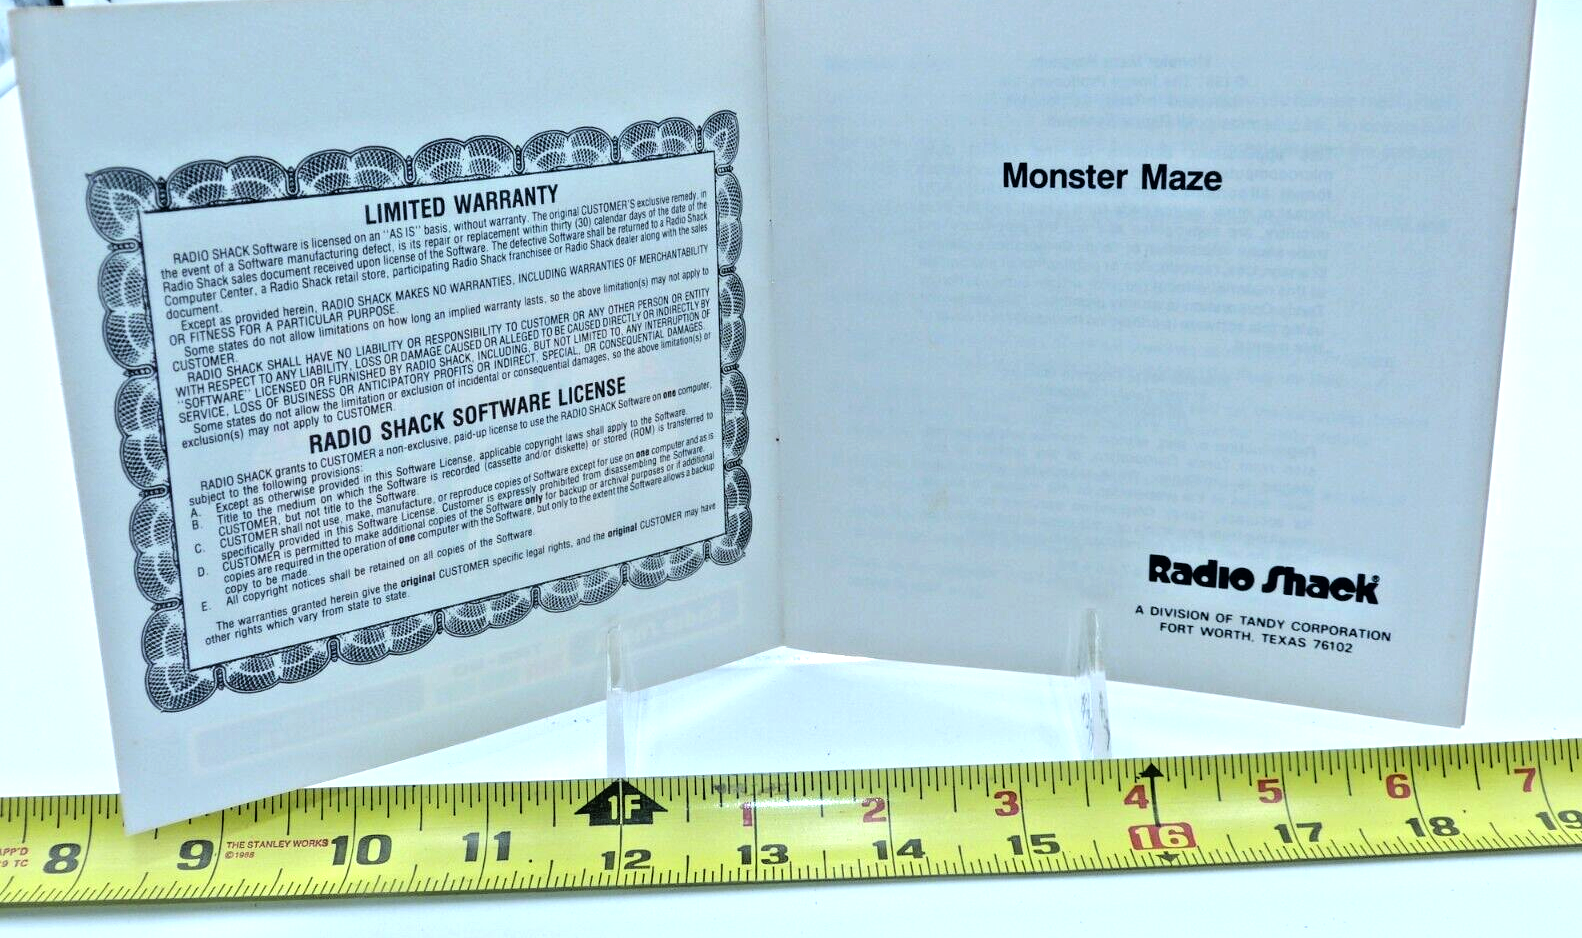 LIMITED WARRANTY
RADIO SHACK Software is licensed on an "AS IS" basis, without warranty. The original CUSTOMER'S exclusive remedy, in
the event of a Software manufacturing defect, is its repair or replacement within thirty (30) calendar days of the date of the
Radio Shack sales document received upon license of the Software. The defective Software shall be returned to a Radio Shack
Computer Center, a Radio Shack retail store, participating Radio Shack franchisee or Radio Shack dealer along with the sales
document.
Except as provided herein, RADIO SHACK MAKES NO WARRANTIES, INCLUDING WARRANTIES OF MERCHANTABILITY
OR FITNESS FOR A PARTICULAR PURPOSE.
Some states do not allow limitations on how long an implied warranty lasts, so the above limitation(s) may not apply to
CUSTOMER.
RADIO SHACK SHALL HAVE NO LIABILITY OR RESPONSIBILITY TO CUSTOMER OR ANY OTHER PERSON OR ENTITY
WITH RESPECT TO ANY LIABILITY, LOSS OR DAMAGE CAUSED OR ALLEGED TO BE CAUSED DIRECTLY OR INDIRECTLY BY
"SOFTWARE" LICENSED OR FURNISHED BY RADIO SHACK, INCLUDING, BUT NOT LIMITED TO, ANY INTERRUPTION OF
SERVICE, LOSS OF BUSINESS OR ANTICIPATORY PROFITS OR INDIRECT, SPECIAL, OR CONSEQUENTIAL DAMAGES.
Some states do not allow the limitation or exclusion of incidental or consequential damages, so the above limitation(s) or
exclusion(s) may not apply to CUSTOMER.
RADIO SHACK SOFTWARE LICENSE
RADIO SHACK grants to CUSTOMER a non-exclusive, paid-up license to use the RADIO SHACK Software on one computer,
subject to the following provisions:
A. Except as otherwise provided in this Software License, applicable copyright laws shall apply to the Software.
B. Title to the medium on which the Software is recorded (cassette and/or diskette) or stored (ROM) is transferred to
CUSTOMER, but not title to the Software.
C. CUSTOMER shall not use, make, manufacture, or reproduce copies of Software except for use on one computer and as is
specifically provided in this Software License. Customer is expressly prohibited from disassembling the Software.
D. CUSTOMER is permitted to make additional copies of the Software only for backup or archival purposes or if additional
copies are required in the operation of one computer with the Software, but only to the extent the Software allows a backup
copy to be made.
E. All copyright notices shall be retained on all copies of the Software.
The warranties granted herein give the original CUSTOMER specific legal rights, and the original CUSTOMER may have
other rights which vary from state to state.
Monster Maze
Radio Shack®
A DIVISION OF TANDY CORPORATION
FORT WORTH, TEXAS 76102
1F 1 2 3 4 5 6 7
APP'D
8 9 THE STANLEY WORKS 10 11 12 13 14 15 16 17 18 19
©1988